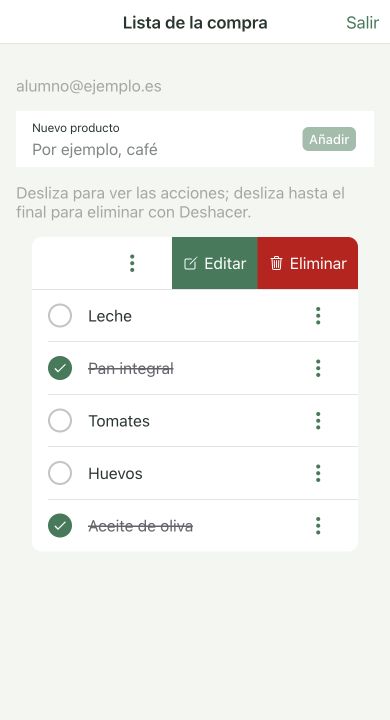 Lista de la compra
Salir
alumno@ejemplo.es
Nuevo producto
Por ejemplo, café
Añadir
Desliza para ver las acciones; desliza hasta el
final para eliminar con Deshacer.
Editar
Eliminar
Leche
Pan integral
Tomates
Huevos
Aceite de oliva